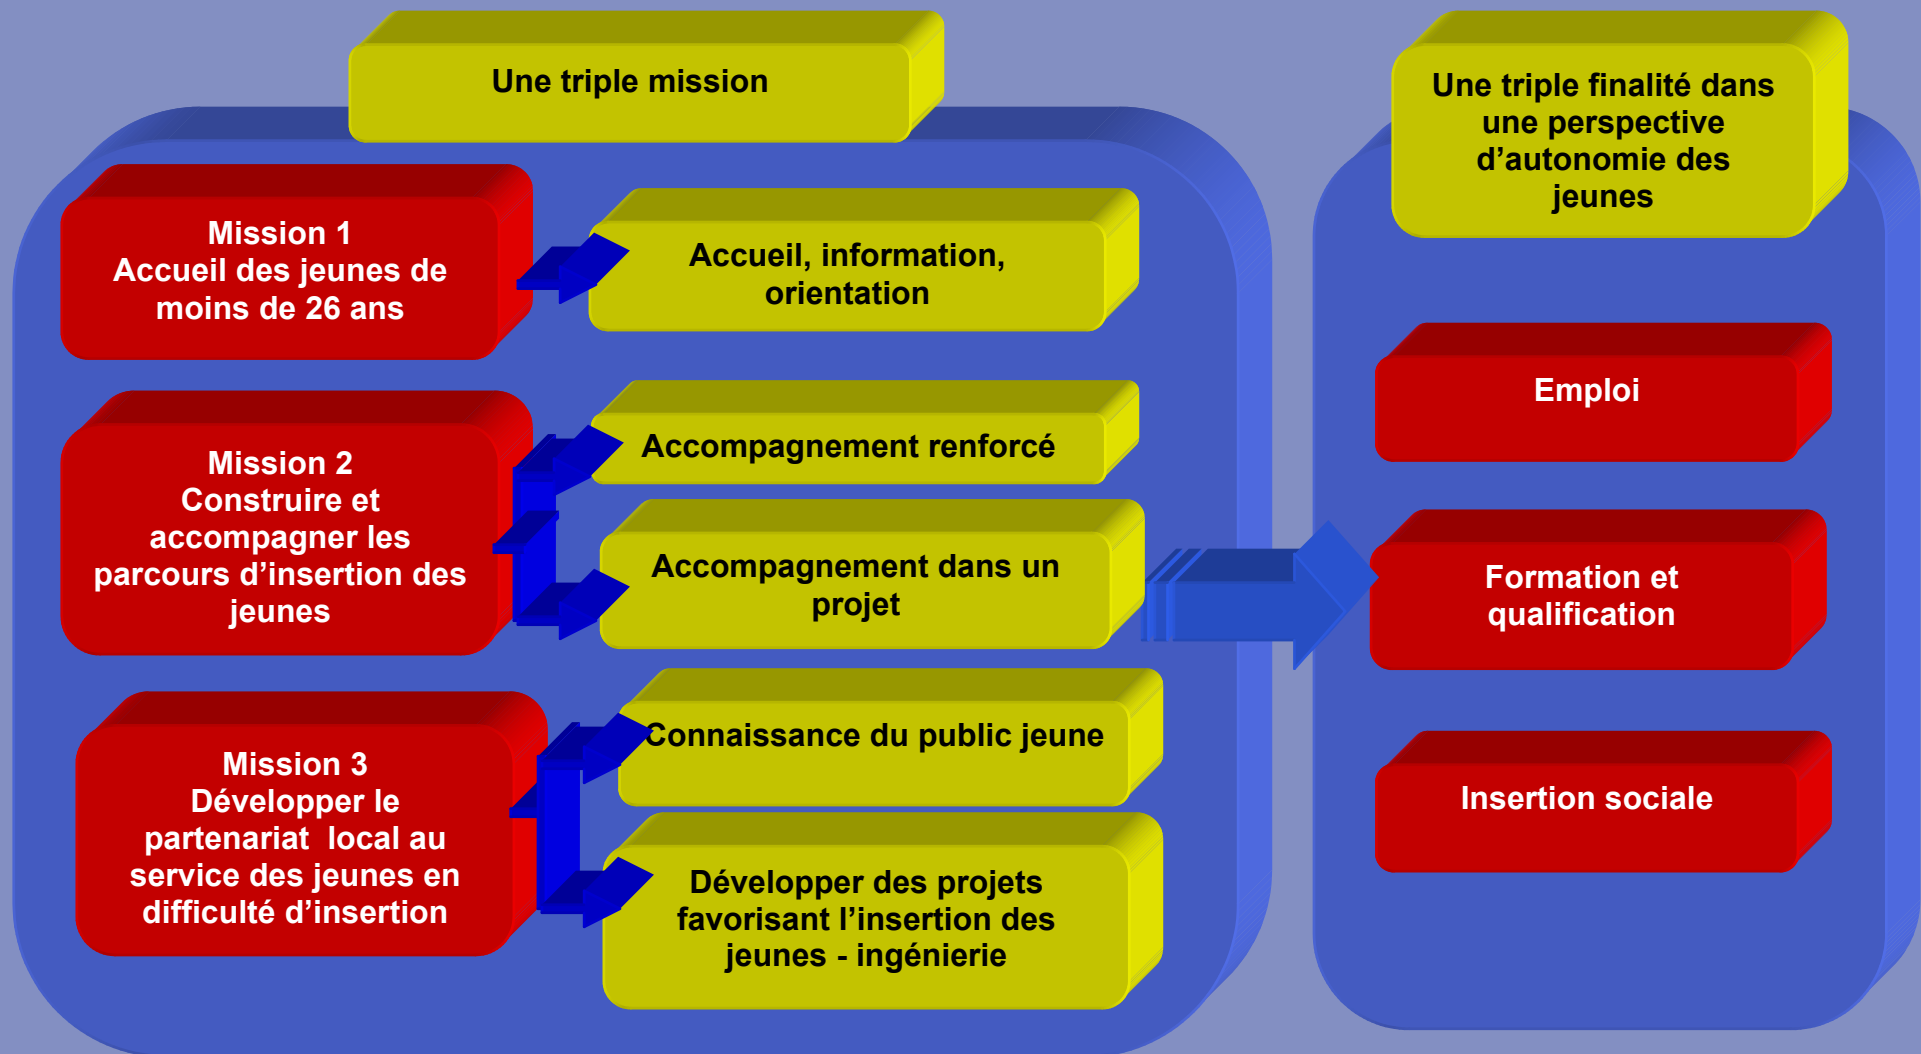 Une triple mission
Mission 1
Accueil des jeunes de
moins de 26 ans
Accueil, information,
orientation
Mission 2
Construire et
accompagner les
parcours d’insertion des
jeunes
Accompagnement renforcé
Accompagnement dans un
projet
Mission 3
Développer le
partenariat  local au
service des jeunes en
difficulté d’insertion
Connaissance du public jeune
Développer des projets
favorisant l’insertion des
jeunes - ingénierie
Une triple finalité dans
une perspective
d’autonomie des
jeunes
Emploi
Formation et
qualification
Insertion sociale